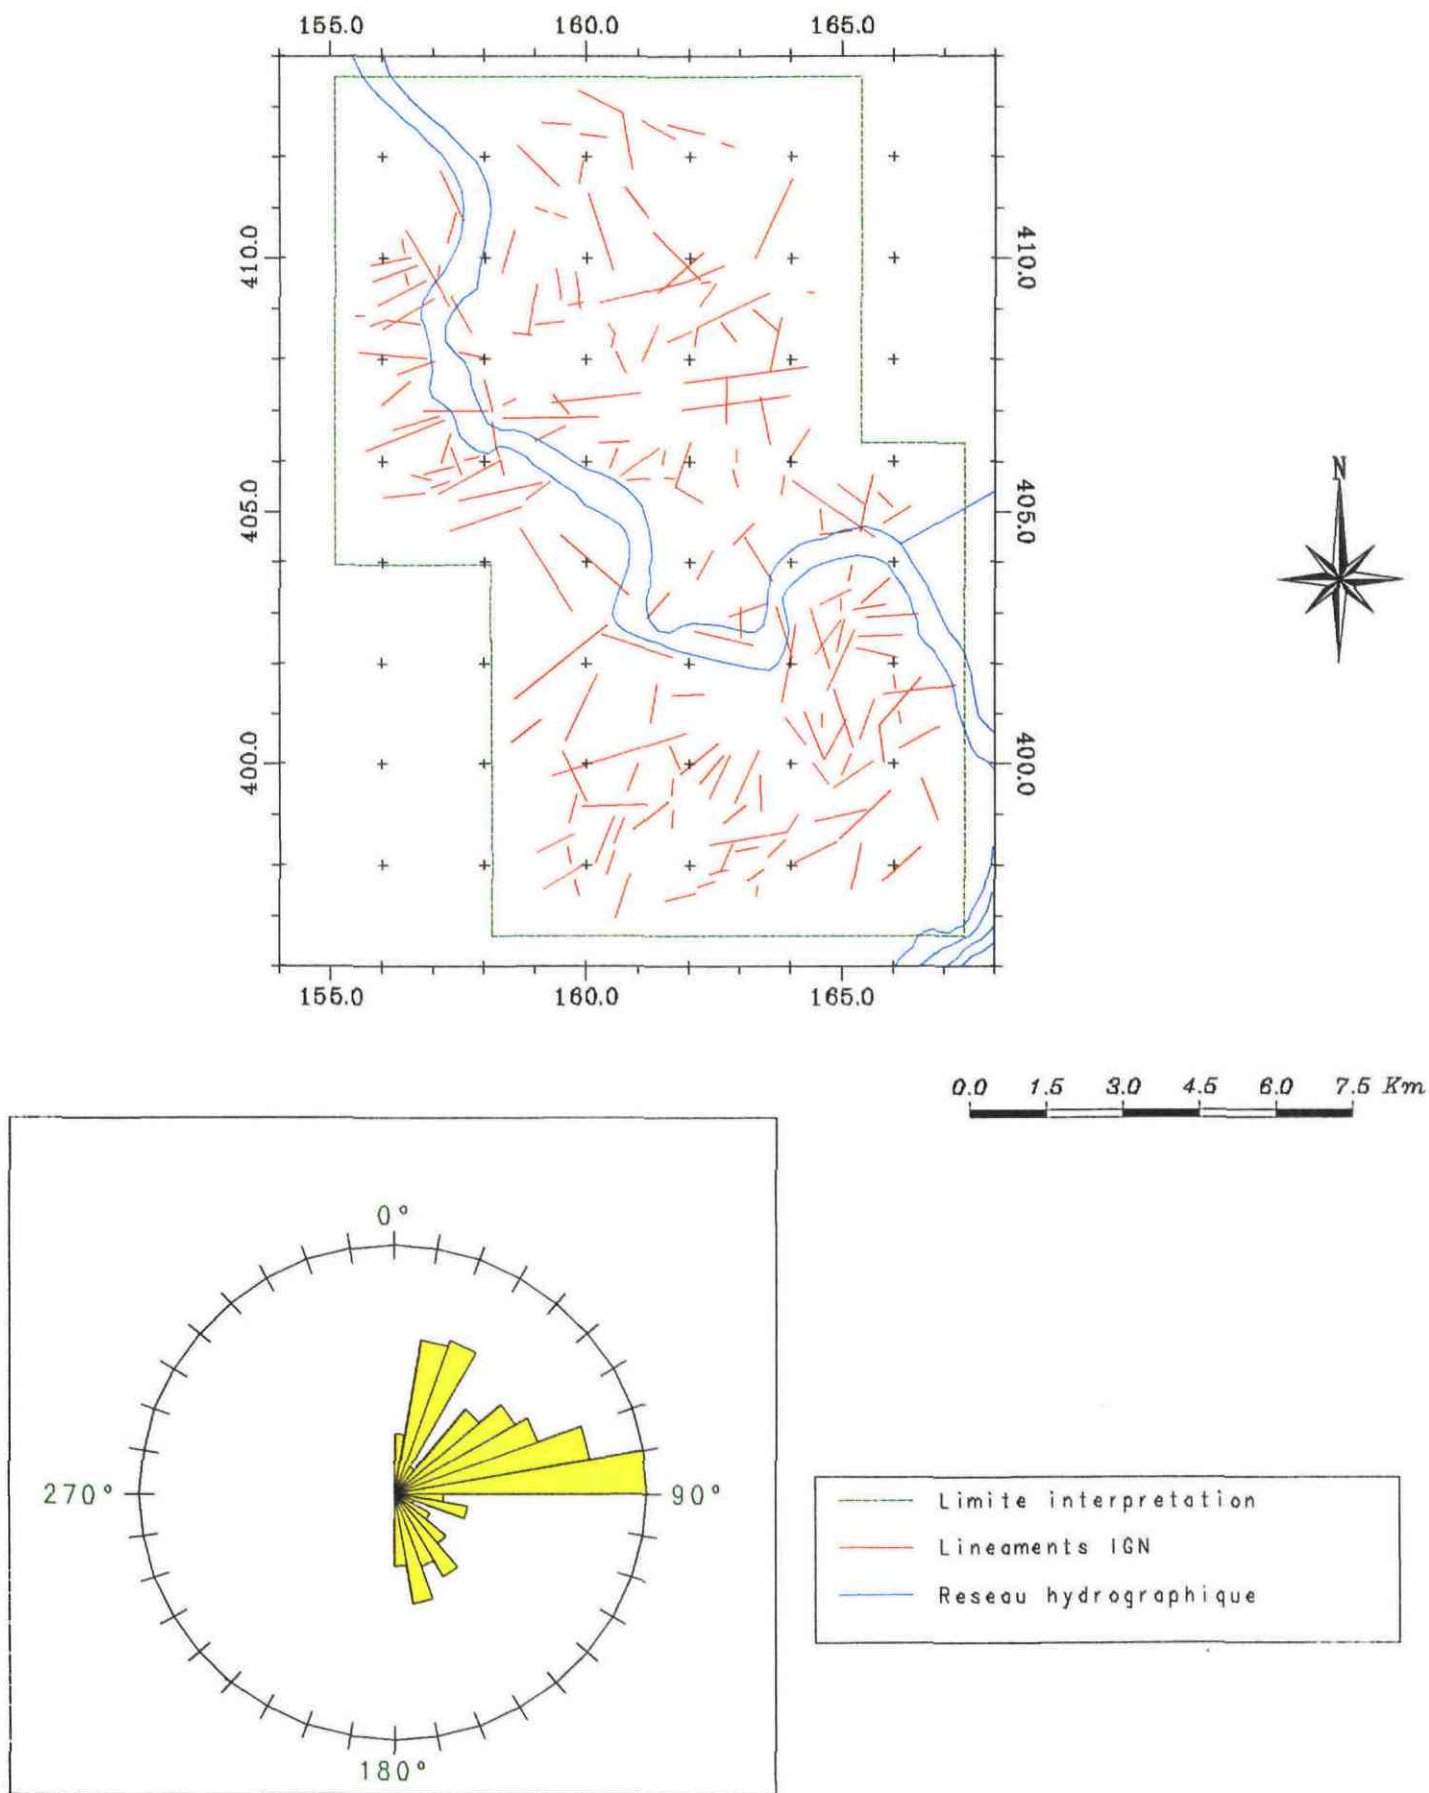 155.0 160.0 165.0
410.0 410.0
405.0 405.0
400.0 400.0
155.0 160.0 165.0
N
0.0 1.5 3.0 4.5 6.0 7.5 Km
0°
270° 90°
180°
Limite interpretation
Lineaments IGN
Reseau hydrographique